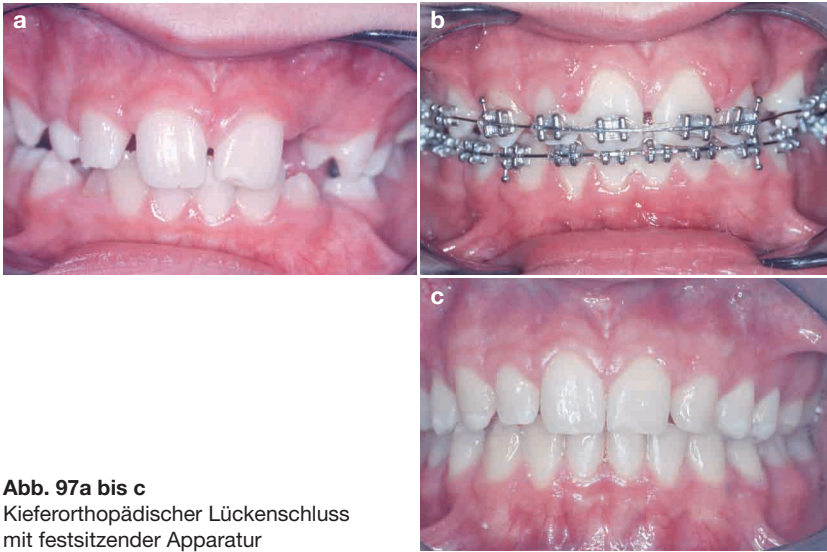 a
b
c
Abb. 97a bis c
Kieferorthopädischer Lückenschluss
mit festsitzender Apparatur